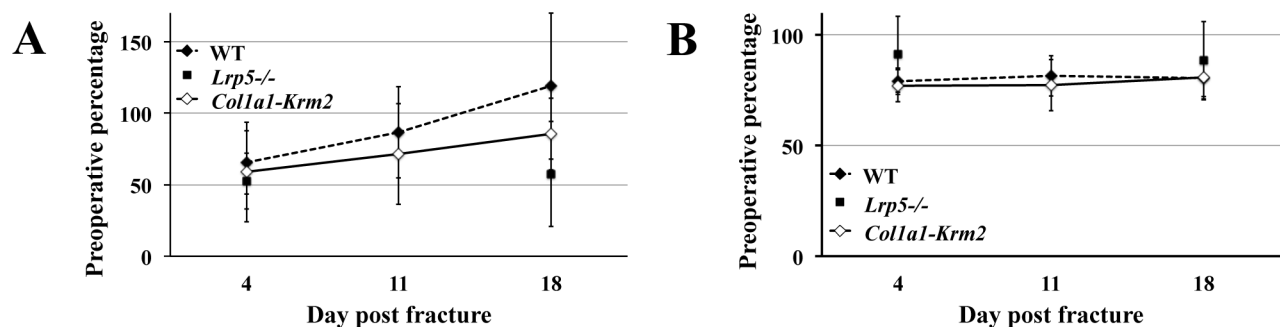 A
Preoperative percentage
150
100
50
0
WT
Lrp5-/-
Col1a1-Krm2
4 11 18
Day post fracture
B
Preoperative percentage
100
50
0
WT
Lrp5-/-
Col1a1-Krm2
4 11 18
Day post fracture